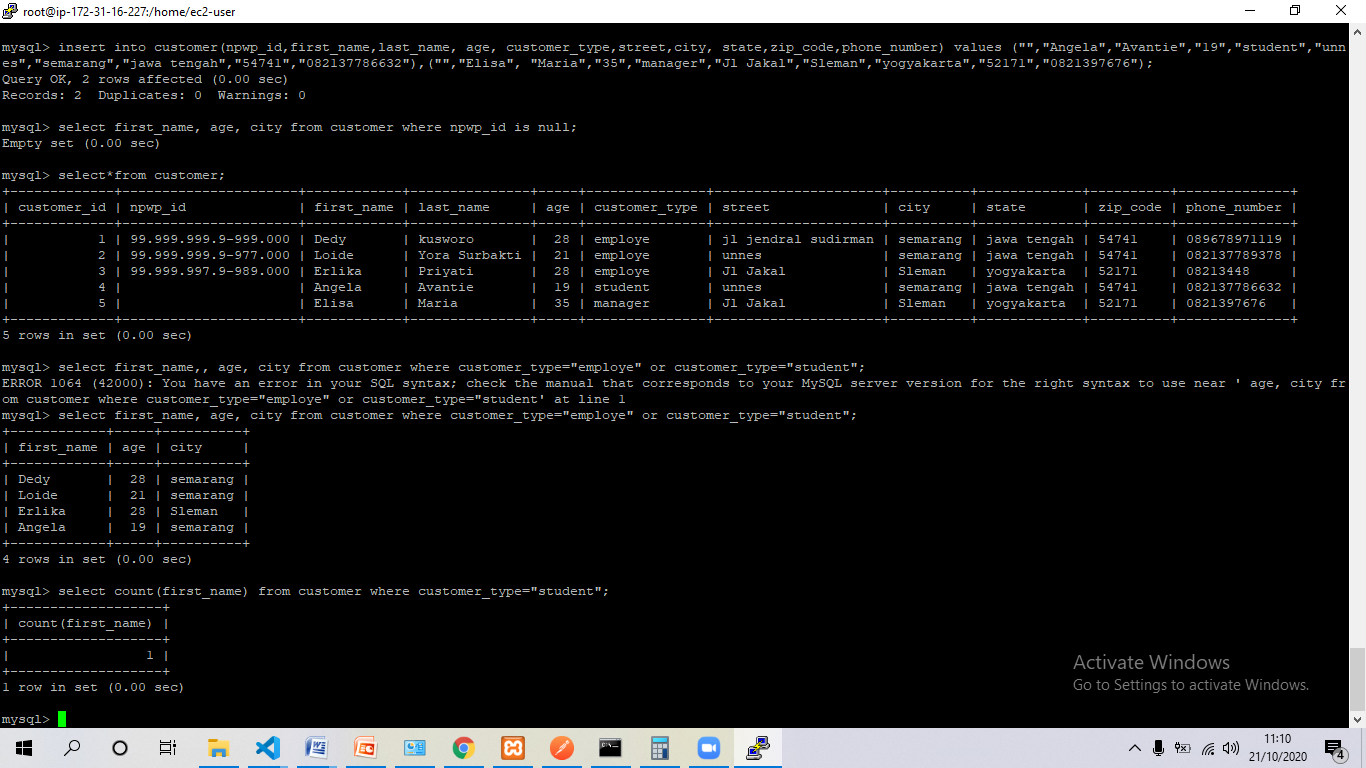 root@ip-172-31-16-227:/home/ec2-user
mysql> insert into customer(npwp_id,first_name,last_name, age, customer_type,street,city, state,zip_code,phone_number) values ("","Angela","Avantie","19","student","unn
es","semarang","jawa tengah","54741","082137786632"),("","Elisa", "Maria","35","manager","Jl Jakal","Sleman","yogyakarta","52171","0821397676");
Query OK, 2 rows affected (0.00 sec)
Records: 2  Duplicates: 0  Warnings: 0
mysql> select first_name, age, city from customer where npwp_id is null;
Empty set (0.00 sec)
mysql> select*from customer;
+-------------+----------------------+------------+---------------+-----+---------------+---------------------+----------+-------------+----------+--------------+
| customer_id | npwp_id              | first_name | last_name     | age | customer_type | street              | city     | state       | zip_code | phone_number |
+-------------+----------------------+------------+---------------+-----+---------------+---------------------+----------+-------------+----------+--------------+
|           1 | 99.999.999.9-999.000 | Dedy       | kusworo       |  28 | employe       | jl jendral sudirman | semarang | jawa tengah | 54741    | 089678971119 |
|           2 | 99.999.999.9-977.000 | Loide      | Yora Surbakti |  21 | employe       | unnes               | semarang | jawa tengah | 54741    | 082137789378 |
|           3 | 99.999.997.9-989.000 | Erlika     | Priyati       |  28 | employe       | Jl Jakal            | Sleman   | yogyakarta  | 52171    | 08213448     |
|           4 |                      | Angela     | Avantie       |  19 | student       | unnes               | semarang | jawa tengah | 54741    | 082137786632 |
|           5 |                      | Elisa      | Maria         |  35 | manager       | Jl Jakal            | Sleman   | yogyakarta  | 52171    | 0821397676   |
+-------------+----------------------+------------+---------------+-----+---------------+---------------------+----------+-------------+----------+--------------+
5 rows in set (0.00 sec)
mysql> select first_name,, age, city from customer where customer_type="employe" or customer_type="student";
ERROR 1064 (42000): You have an error in your SQL syntax; check the manual that corresponds to your MySQL server version for the right syntax to use near ' age, city fr
om customer where customer_type="employe" or customer_type="student' at line 1
mysql> select first_name, age, city from customer where customer_type="employe" or customer_type="student";
+------------+-----+----------+
| first_name | age | city     |
+------------+-----+----------+
| Dedy       |  28 | semarang |
| Loide      |  21 | semarang |
| Erlika     |  28 | Sleman   |
| Angela     |  19 | semarang |
+------------+-----+----------+
4 rows in set (0.00 sec)
mysql> select count(first_name) from customer where customer_type="student";
+-------------------+
| count(first_name) |
+-------------------+
|                 1 |
+-------------------+
1 row in set (0.00 sec)
mysql>
Activate Windows
Go to Settings to activate Windows.
11:10
21/10/2020
4